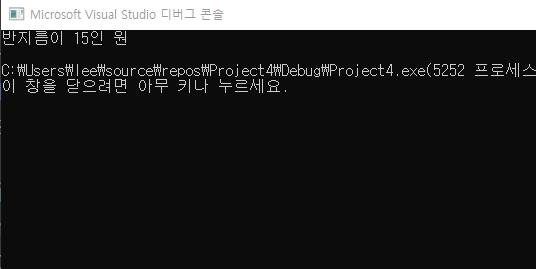 Microsoft Visual Studio 디버그 콘솔
반지름이 15인 원
C:₩Users₩lee₩source₩repos₩Project4₩Debug₩Project4.exe(5252 프로세스
이 창을 닫으려면 아무 키나 누르세요.